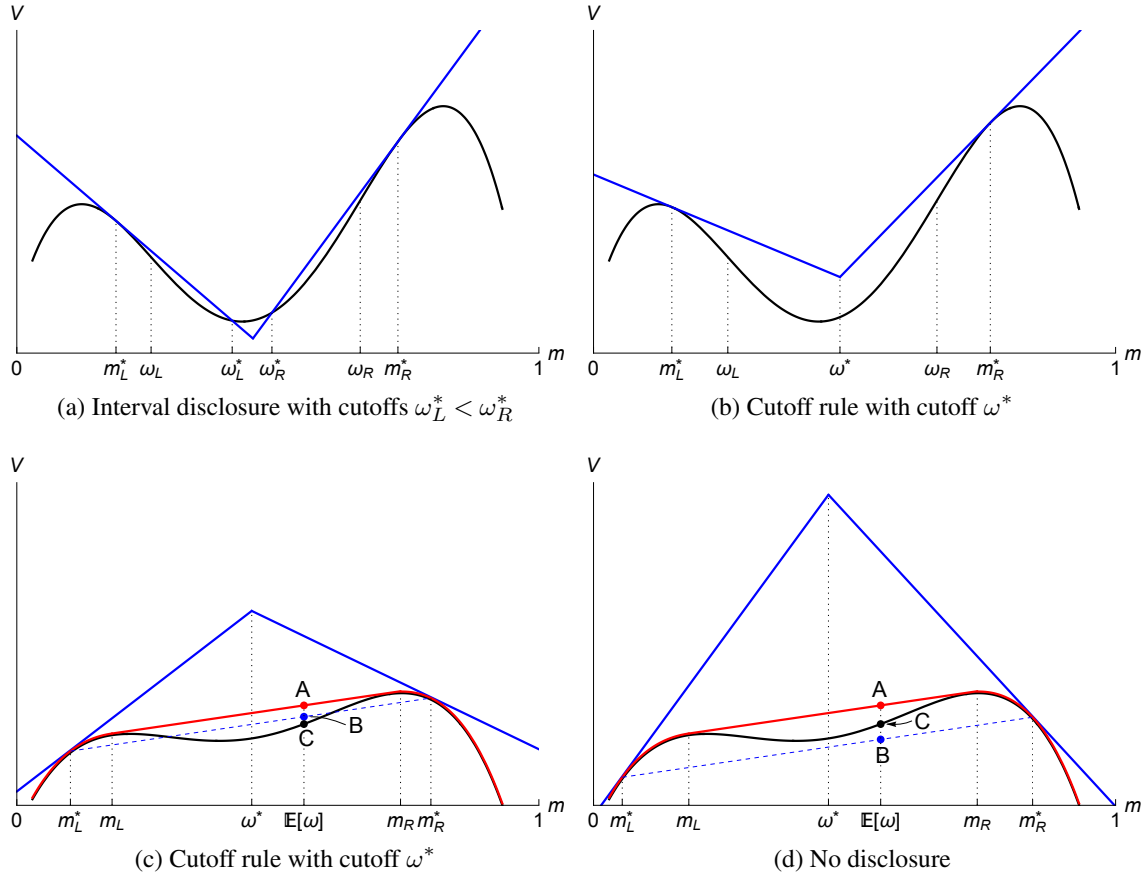 V
V
0 m*L ωL ω*L ω*R ωR m*R 1 m
0 m*L ωL ω* ωR m*R 1 m
(a) Interval disclosure with cutoffs ω*L < ω*R
(b) Cutoff rule with cutoff ω*
V
V
A
B
C
A
C
B
0 m*L mL ω* 𝔼[ω] mR m*R 1 m
0 m*L mL ω* 𝔼[ω] mR m*R 1 m
(c) Cutoff rule with cutoff ω*
(d) No disclosure